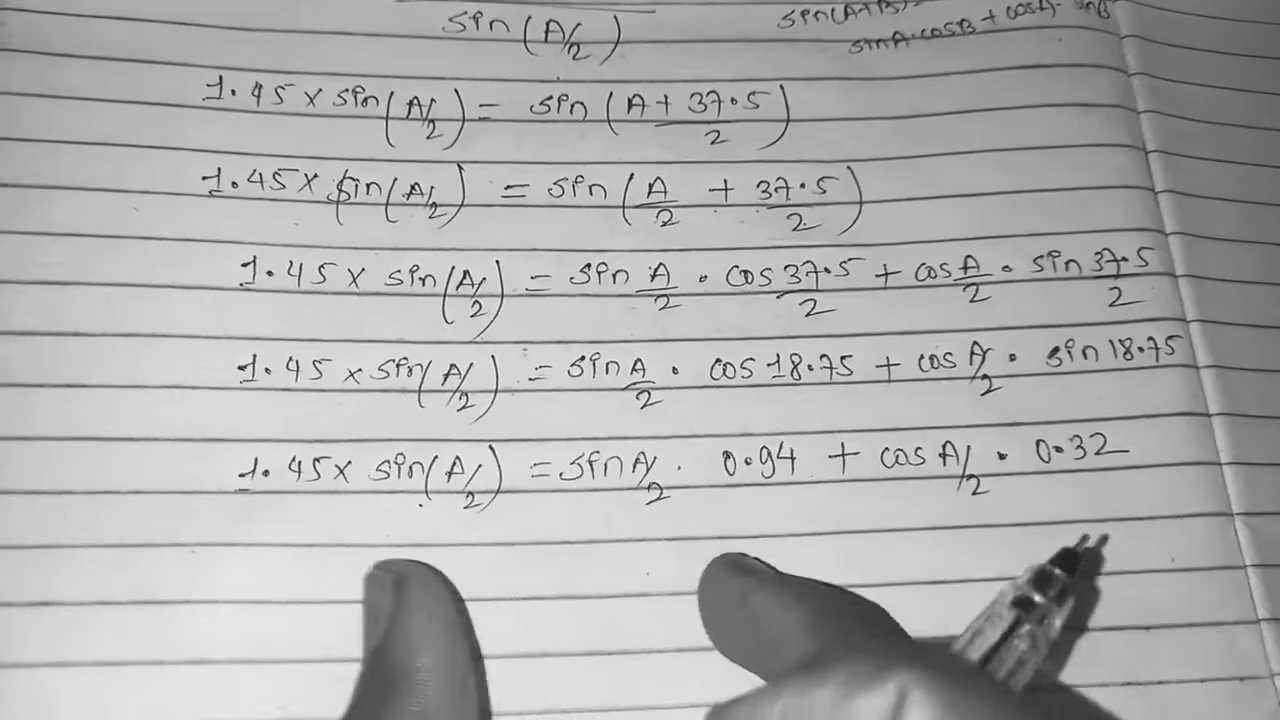 sin(A/2)
sin(A+B)
sinA.cosB + cosA. sinB
1.45 × sin(A/2) = sin(A + 37.5/2)
1.45 × sin(A/2) = sin(A/2 + 37.5/2)
1.45 × sin(A/2) = sin A/2 . cos 37.5/2 + cos A/2 . sin 37.5/2
1.45 × sin(A/2) = sin A/2 . cos 18.75 + cos A/2 . sin 18.75
1.45 × sin(A/2) = sin A/2 . 0.94 + cos A/2 . 0.32